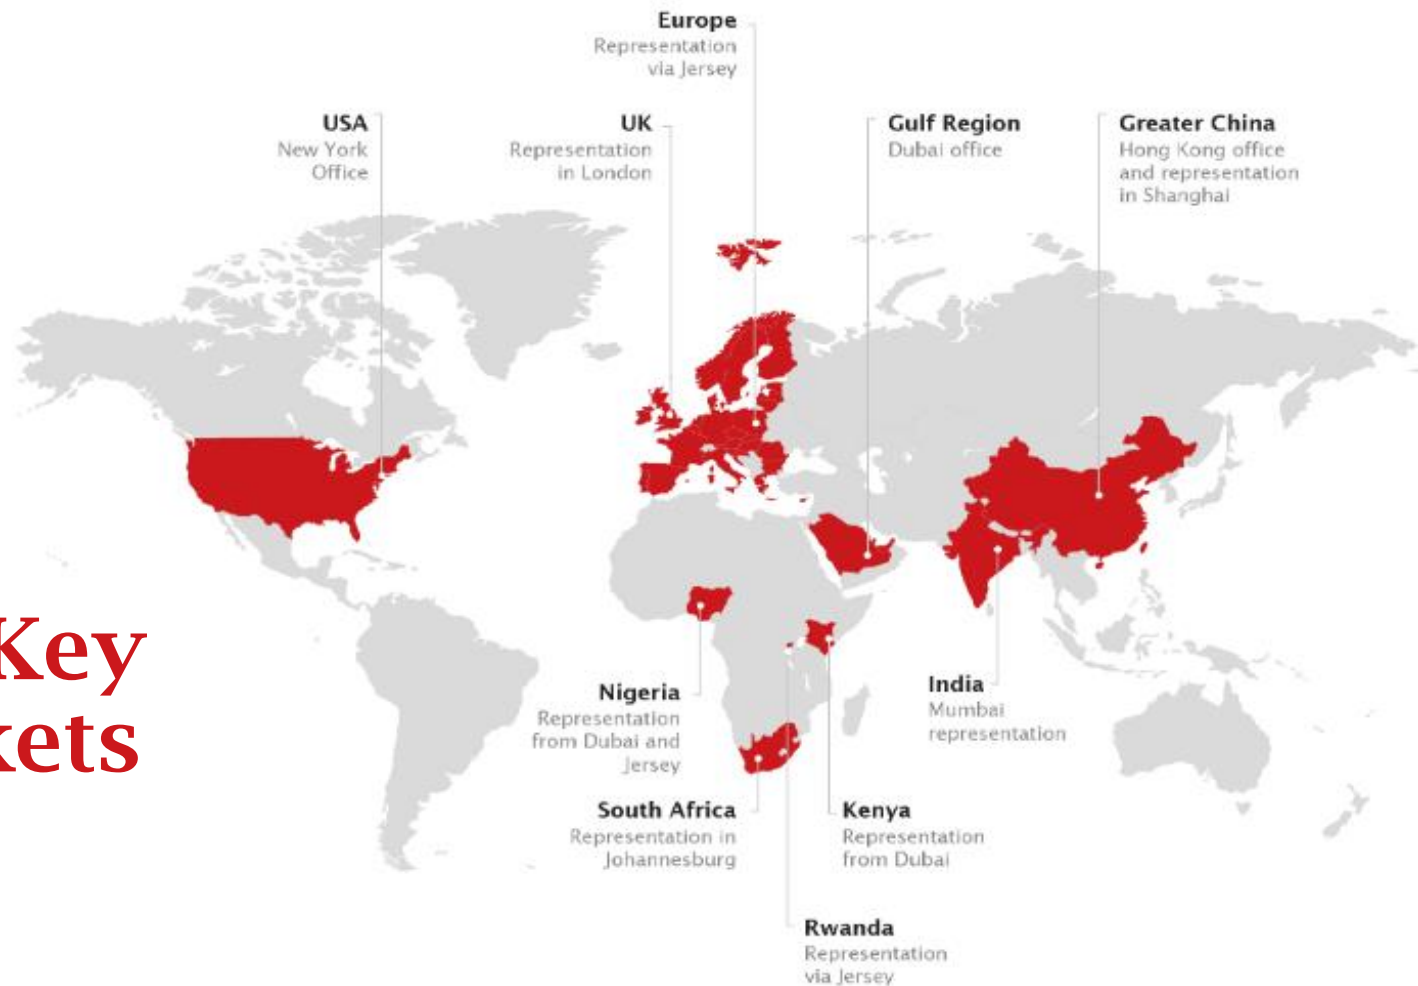 Europe
Representation
via Jersey
USA
New York
Office
UK
Representation
in London
Gulf Region
Dubai office
Greater China
Hong Kong office
and representation
in Shanghai
Key
kets
Nigeria
Representation
from Dubai and
Jersey
India
Mumbai
representation
South Africa
Representation in
Johannesburg
Kenya
Representation
from Dubai
Rwanda
Representation
via Jersey